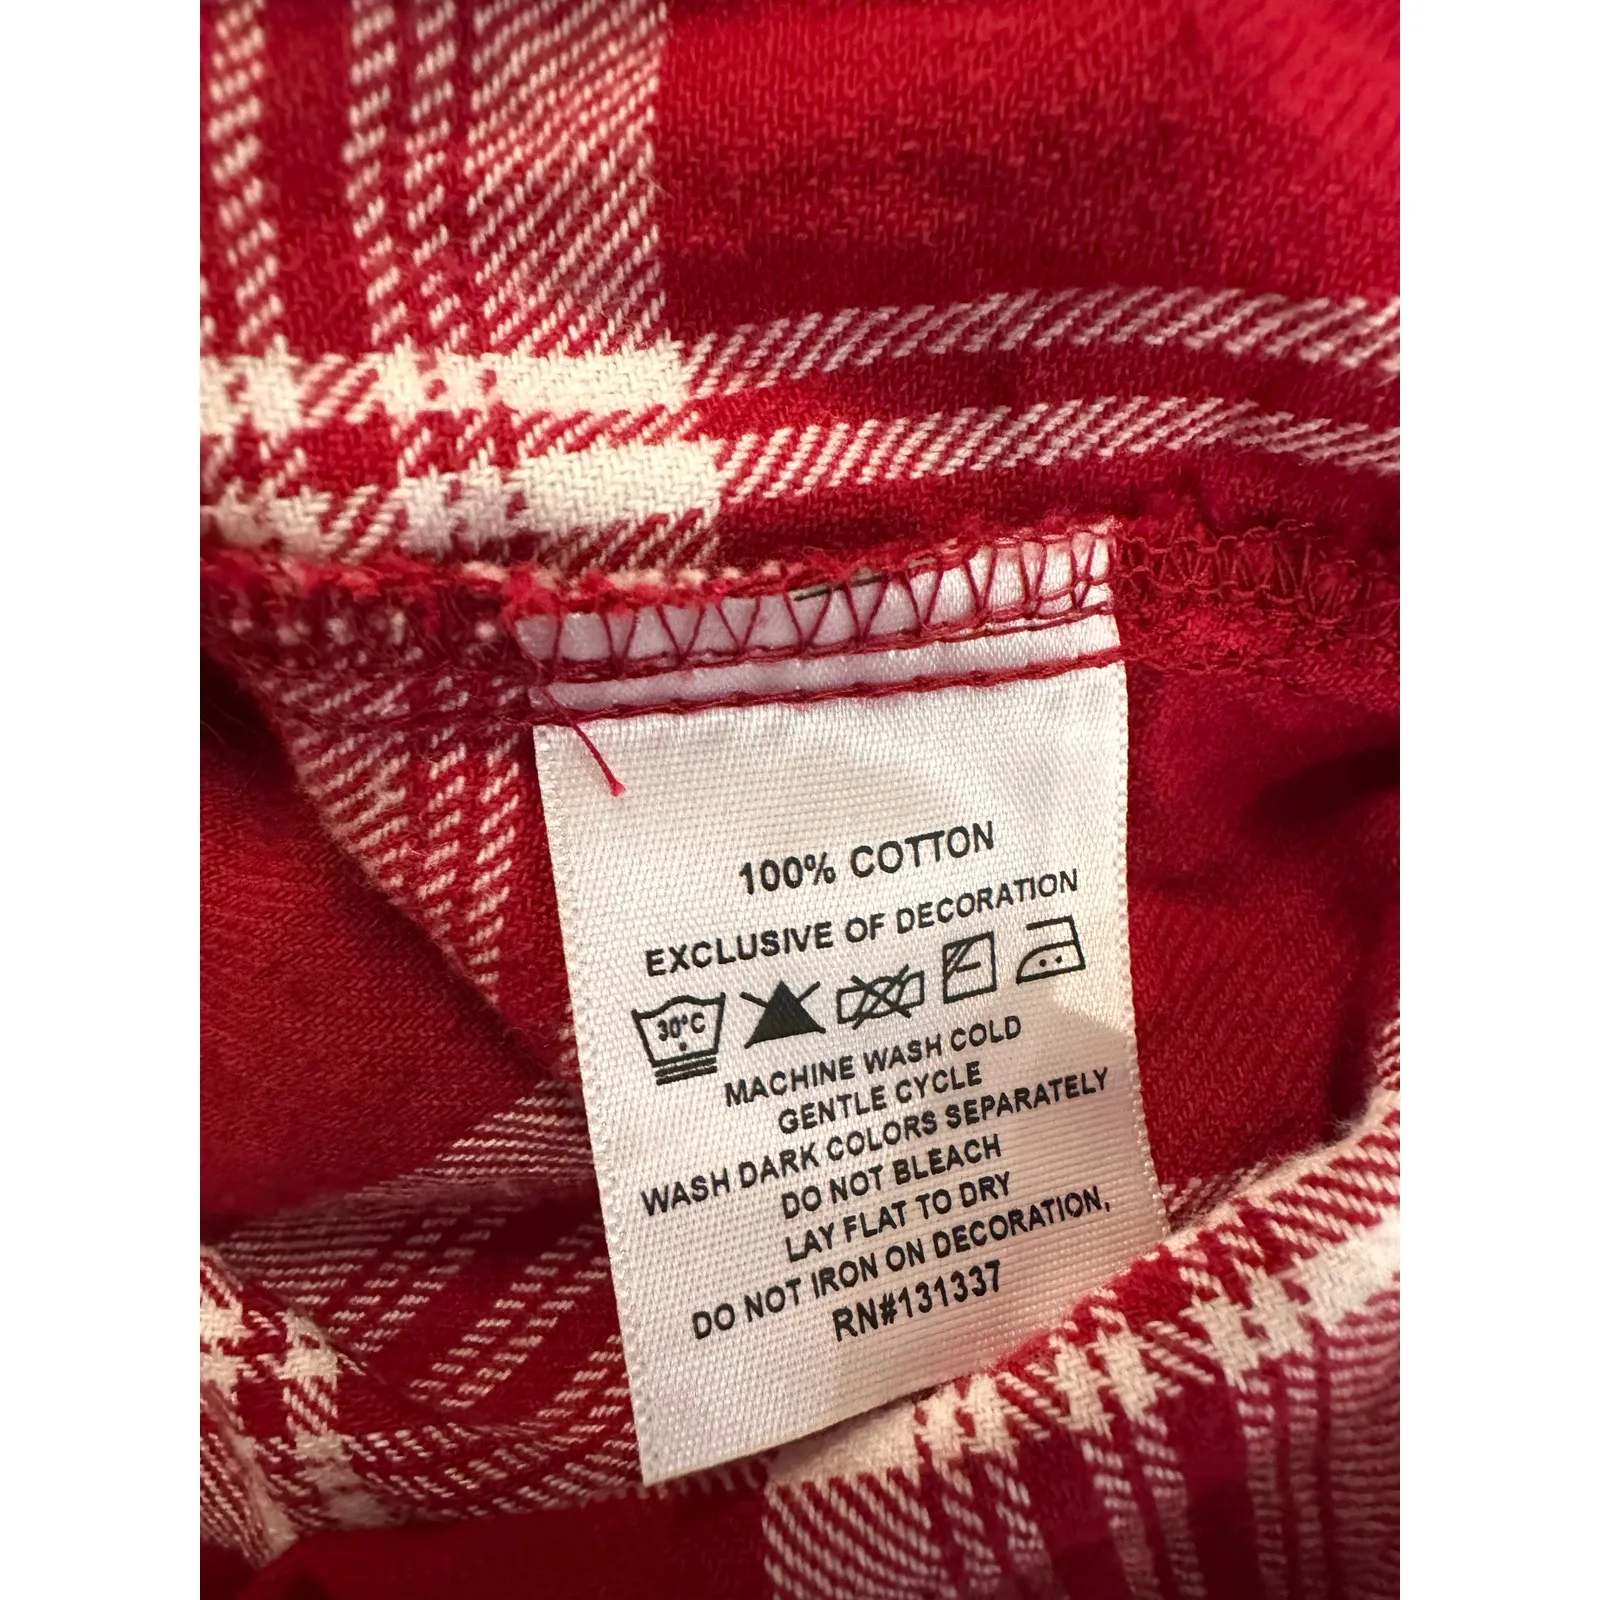 100% COTTON
EXCLUSIVE OF DECORATION
30°C
MACHINE WASH COLD
GENTLE CYCLE
WASH DARK COLORS SEPARATELY
DO NOT BLEACH
LAY FLAT TO DRY
DO NOT IRON ON DECORATION,
RN#131337